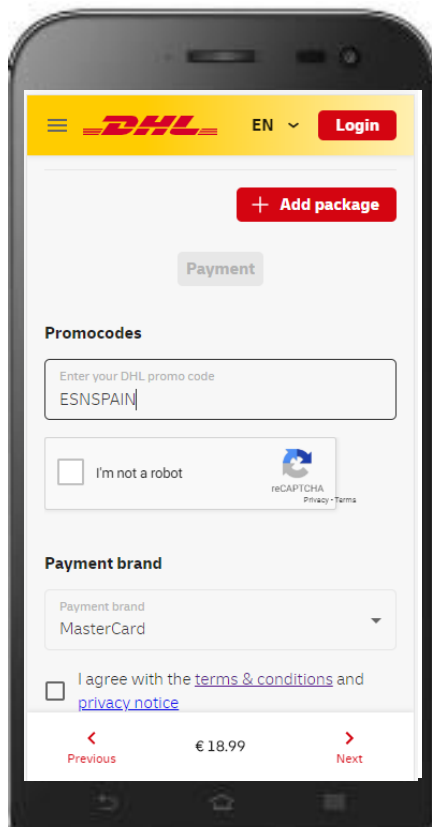 DHL
EN
Login
+ Add package
Payment
Promocodes
Enter your DHL promo code
ESNSPAIN
I'm not a robot
reCAPTCHA
Privacy - Terms
Payment brand
Payment brand
MasterCard
I agree with the terms & conditions and
privacy notice
Previous
€ 18.99
Next